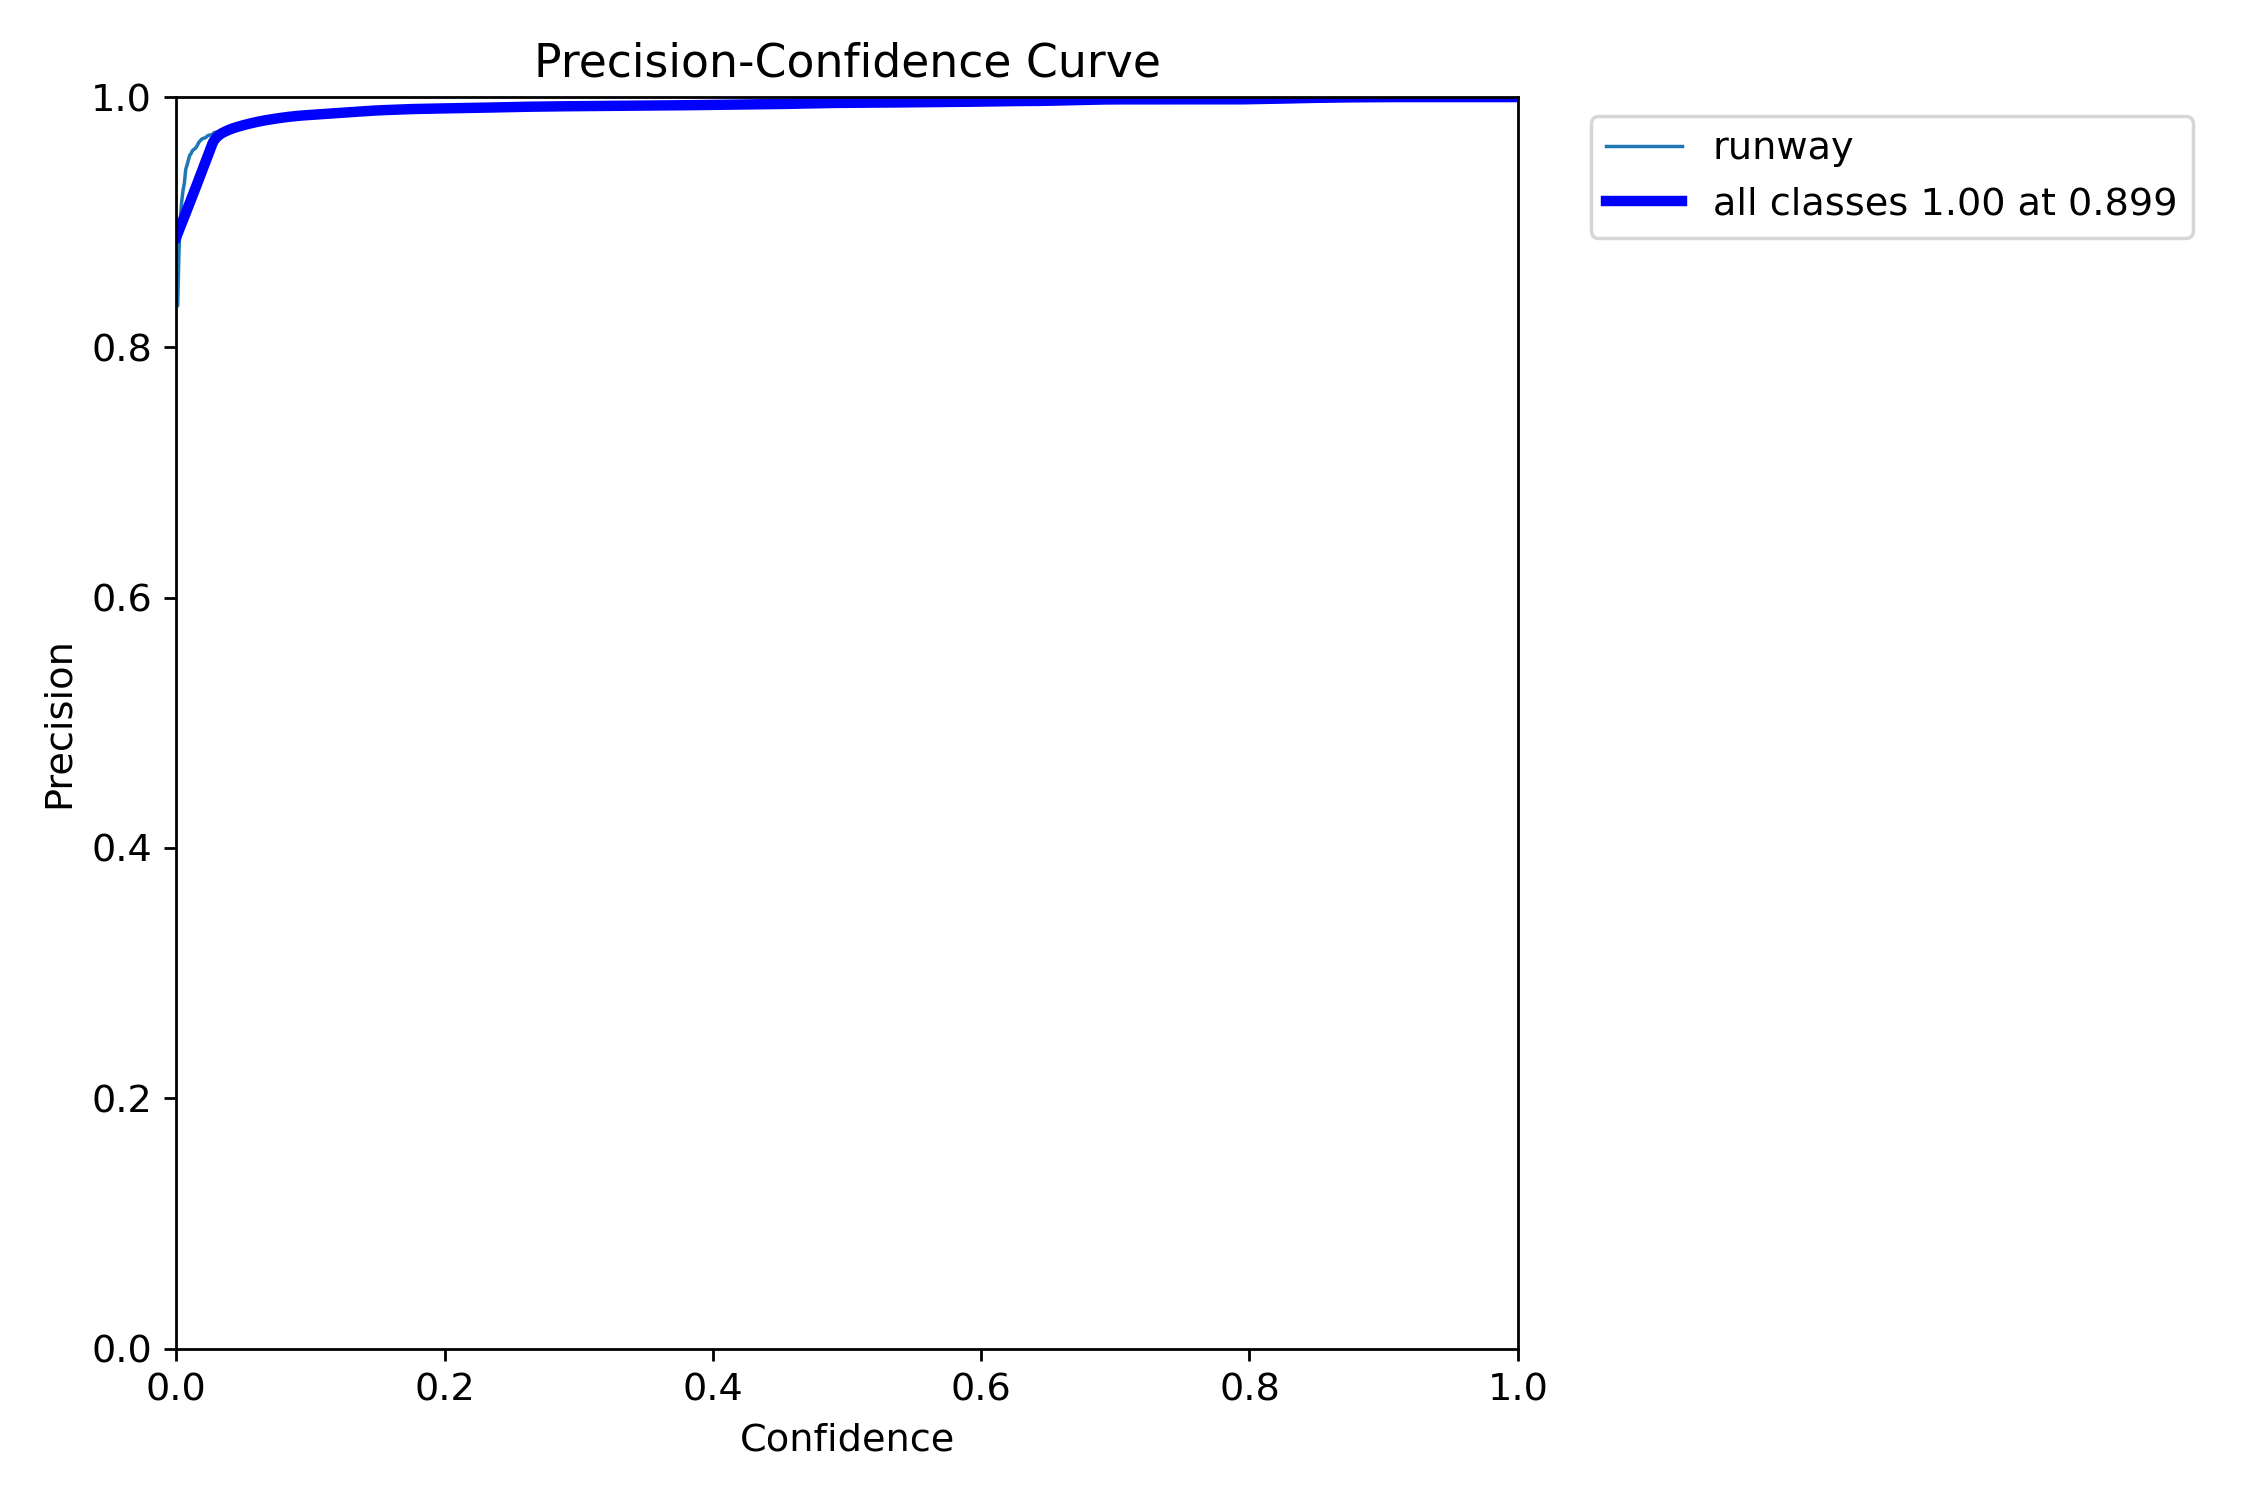 Precision-Confidence Curve
1.0
0.8
0.6
0.4
0.2
0.0
Precision
0.0 0.2 0.4 0.6 0.8 1.0
Confidence
runway
all classes 1.00 at 0.899